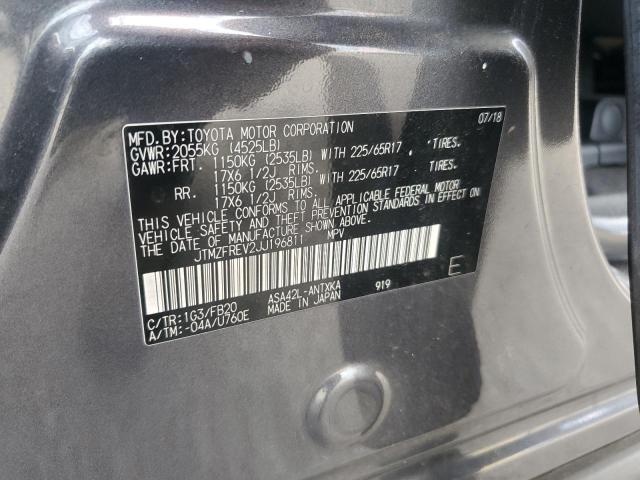 MFD.BY:TOYOTA MOTOR CORPORATION 07/18
GVWR:2055KG (4525LB)
GAWR:FRT. 1150KG (2535LB) WITH 225/65R17 TIRES.
17X6 1/2J RIMS.
RR. 1150KG (2535LB) WITH 225/65R17 TIRES.
17X6 1/2J RIMS.
THIS VEHICLE CONFORMS TO ALL APPLICABLE FEDERAL MOTOR
VEHICLE SAFETY AND THEFT PREVENTION STANDARDS IN EFFECT ON
THE DATE OF MANUFACTURE SHOWN ABOVE.
JTMZFREV2JJ196811 MPV
E
C/TR:1G3/FB20 ASA42L-ANTXKA 919
A/TM:-04A/U760E MADE IN JAPAN